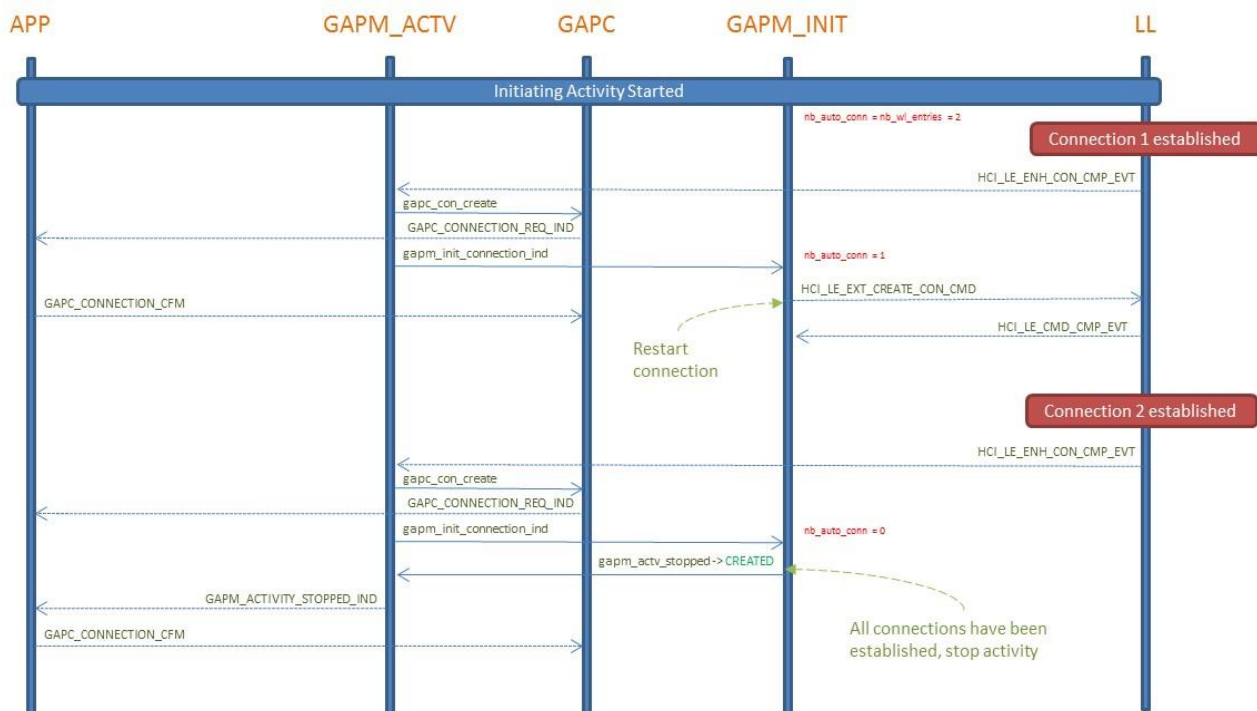 APP GAPM_ACTV GAPC GAPM_INIT LL
Initiating Activity Started
nb_auto_conn = nb_wl_entries = 2
Connection 1 established
HCI_LE_ENH_CON_CMP_EVT
gapc_con_create
GAPC_CONNECTION_REQ_IND
gapm_init_connection_ind
nb_auto_conn = 1
HCI_LE_EXT_CREATE_CON_CMD
GAPC_CONNECTION_CFM
HCI_LE_CMD_CMP_EVT
Restart
connection
Connection 2 established
HCI_LE_ENH_CON_CMP_EVT
gapc_con_create
GAPC_CONNECTION_REQ_IND
gapm_init_connection_ind
nb_auto_conn = 0
gapm_actv_stopped -> CREATED
GAPM_ACTIVITY_STOPPED_IND
GAPC_CONNECTION_CFM
All connections have been
established, stop activity